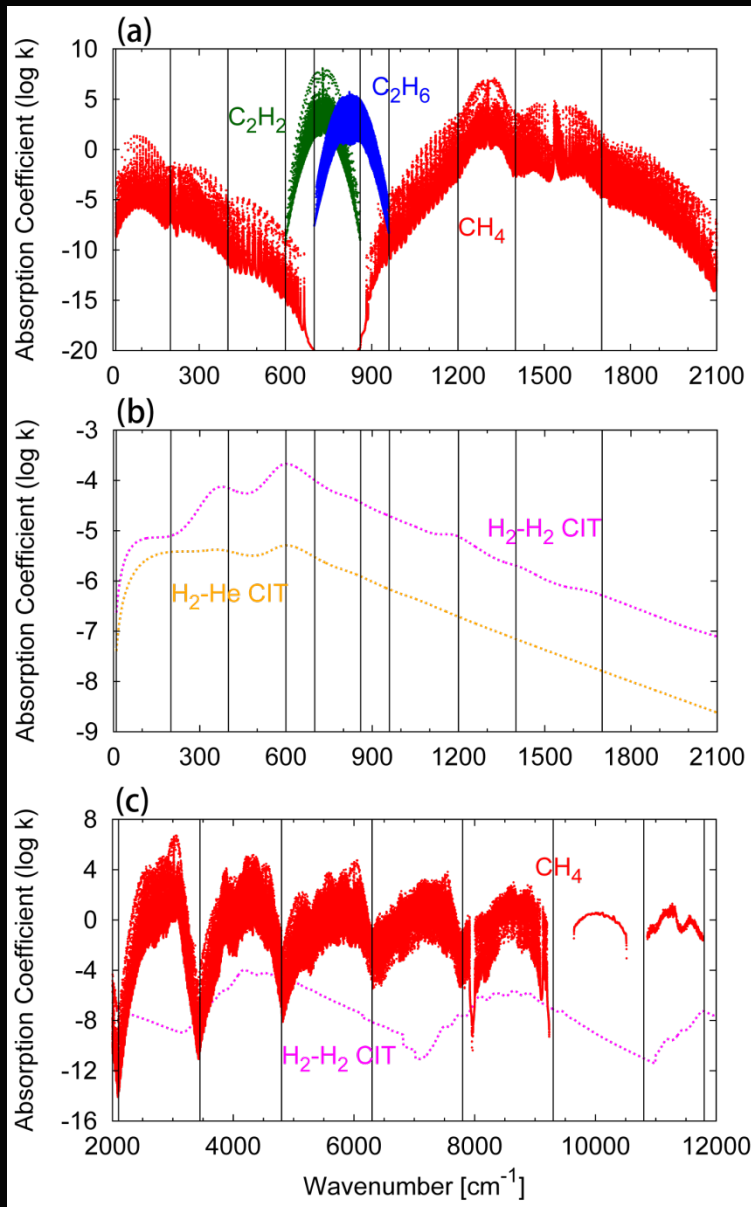 (a)
Absorption Coefficient (log k)
10
5
0
-5
-10
-15
-20
C₂H₂
C₂H₆
CH₄
0 300 600 900 1200 1500 1800 2100
(b)
Absorption Coefficient (log k)
-3
-4
-5
-6
-7
-8
-9
H₂-H₂ CIT
H₂-He CIT
0 300 600 900 1200 1500 1800 2100
(c)
Absorption Coefficient (log k)
8
4
0
-4
-8
-12
-16
CH₄
H₂-H₂ CIT
2000 4000 6000 8000 10000 12000
Wavenumber [cm⁻¹]